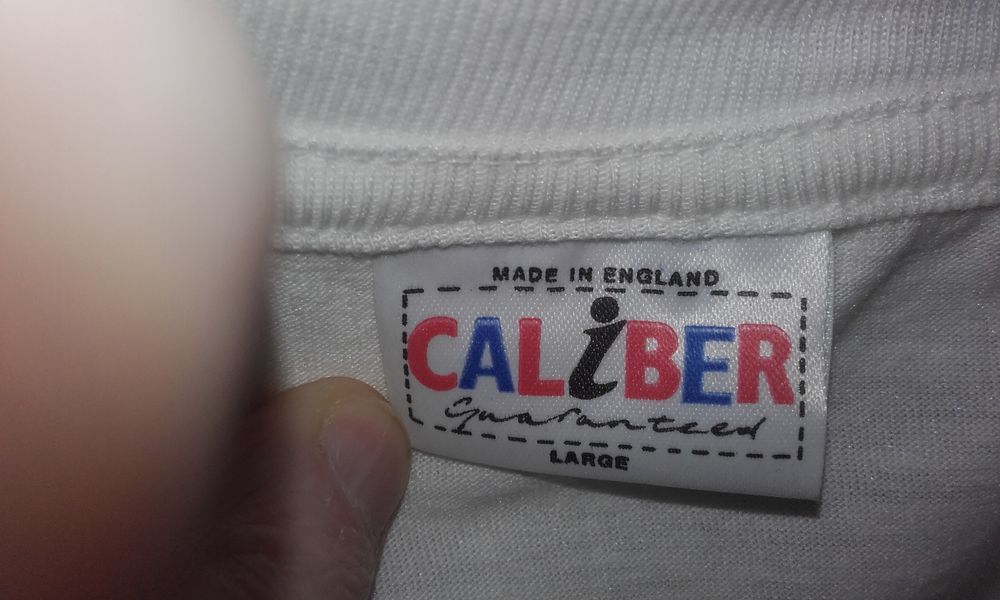 MADE IN ENGLAND
CALiBER
Guaranteed
LARGE